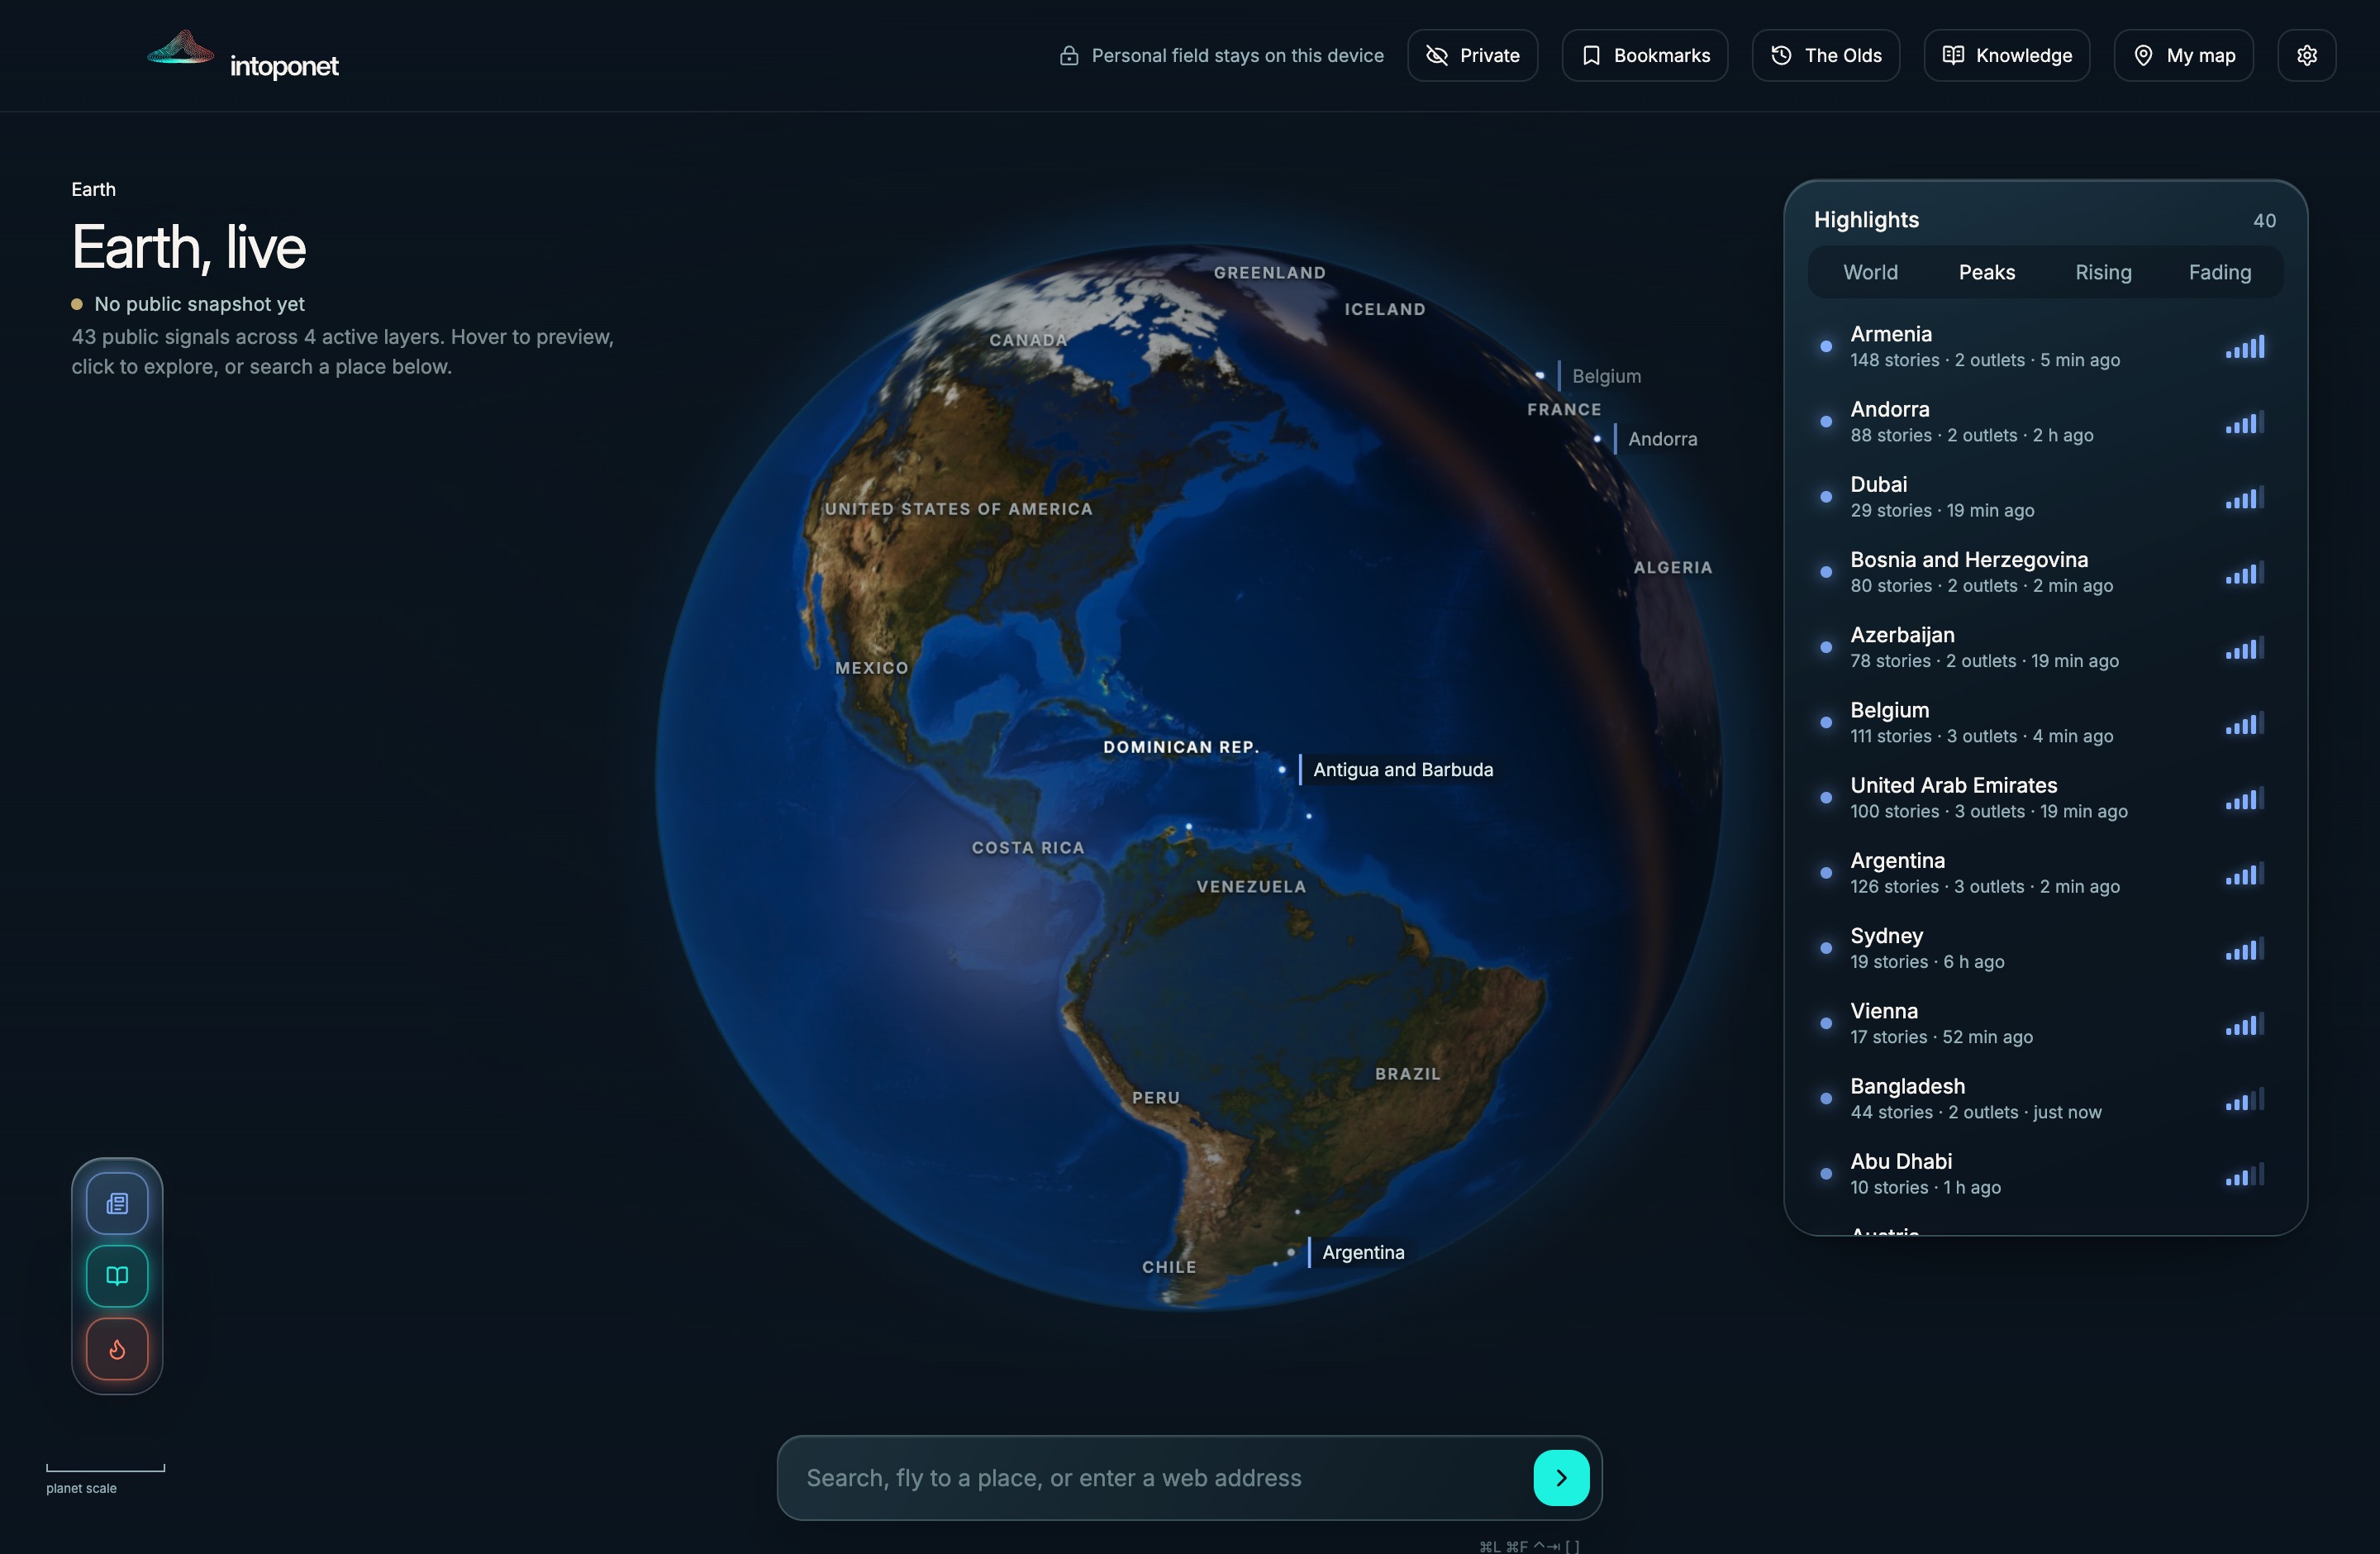 intoponet
Personal field stays on this device
Private
Bookmarks
The Olds
Knowledge
My map
Earth
Earth, live
No public snapshot yet
43 public signals across 4 active layers. Hover to preview,
click to explore, or search a place below.
GREENLAND
ICELAND
CANADA
Belgium
FRANCE
Andorra
UNITED STATES OF AMERICA
ALGERIA
MEXICO
DOMINICAN REP.
Antigua and Barbuda
COSTA RICA
VENEZUELA
BRAZIL
PERU
Argentina
CHILE
Highlights
40
World
Peaks
Rising
Fading
Armenia
148 stories · 2 outlets · 5 min ago
Andorra
88 stories · 2 outlets · 2 h ago
Dubai
29 stories · 19 min ago
Bosnia and Herzegovina
80 stories · 2 outlets · 2 min ago
Azerbaijan
78 stories · 2 outlets · 19 min ago
Belgium
111 stories · 3 outlets · 4 min ago
United Arab Emirates
100 stories · 3 outlets · 19 min ago
Argentina
126 stories · 3 outlets · 2 min ago
Sydney
19 stories · 6 h ago
Vienna
17 stories · 52 min ago
Bangladesh
44 stories · 2 outlets · just now
Abu Dhabi
10 stories · 1 h ago
Austria
planet scale
Search, fly to a place, or enter a web address
⌘L ⌘F ^⇥ [ ]